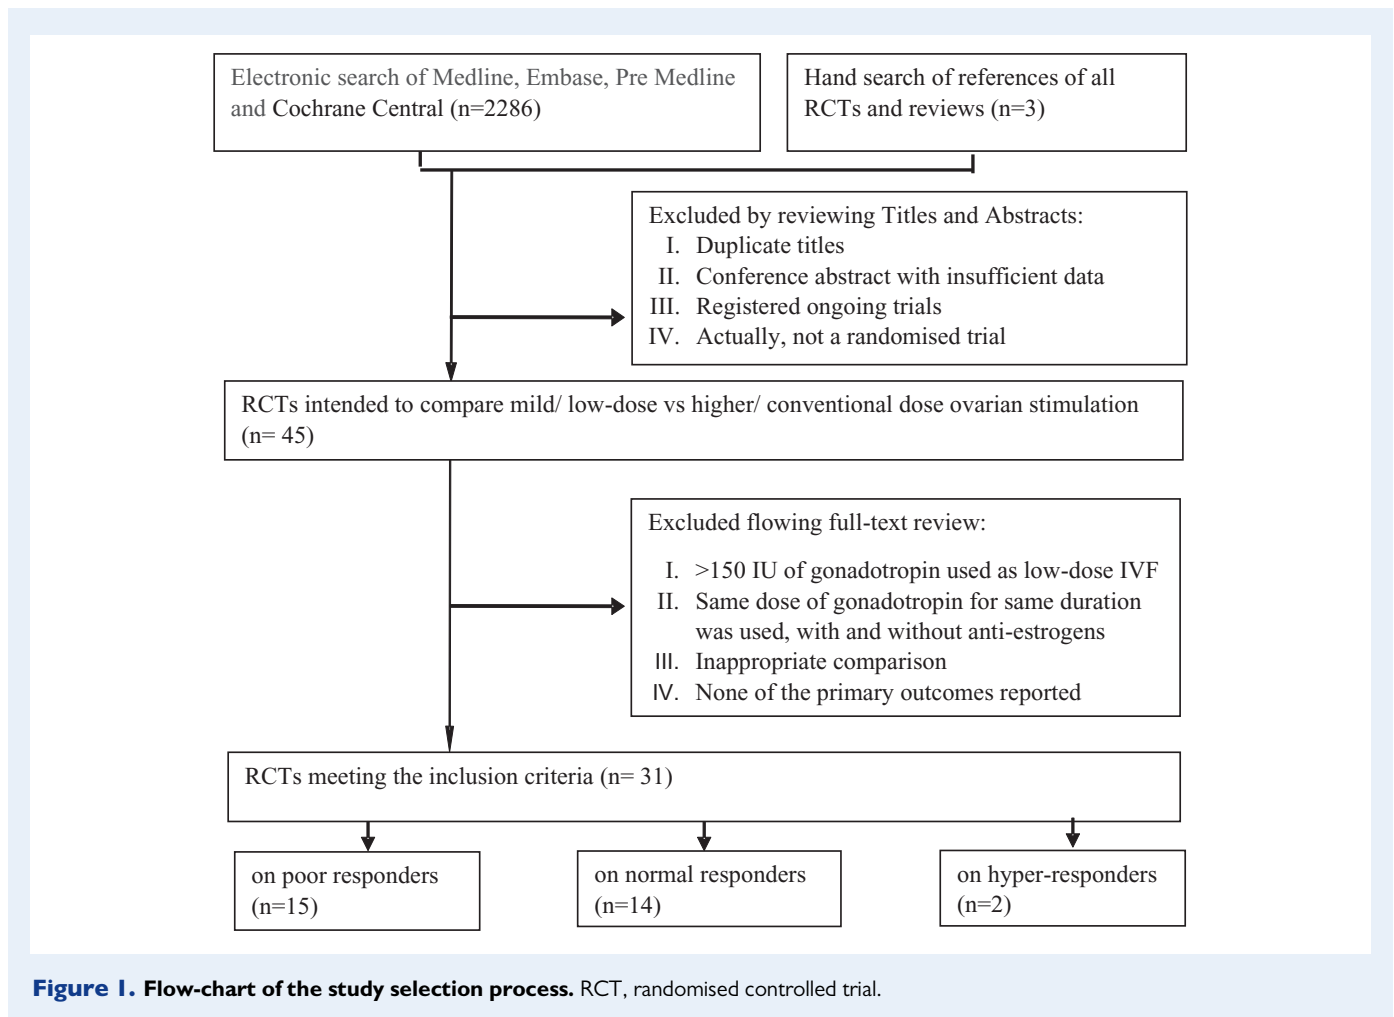 Electronic search of Medline, Embase, Pre Medline
and Cochrane Central (n=2286)
Hand search of references of all
RCTs and reviews (n=3)
Excluded by reviewing Titles and Abstracts:
I. Duplicate titles
II. Conference abstract with insufficient data
III. Registered ongoing trials
IV. Actually, not a randomised trial
RCTs intended to compare mild/ low-dose vs higher/ conventional dose ovarian stimulation
(n= 45)
Excluded flowing full-text review:
I. >150 IU of gonadotropin used as low-dose IVF
II. Same dose of gonadotropin for same duration
was used, with and without anti-estrogens
III. Inappropriate comparison
IV. None of the primary outcomes reported
RCTs meeting the inclusion criteria (n= 31)
on poor responders
(n=15)
on normal responders
(n=14)
on hyper-responders
(n=2)
Figure 1. Flow-chart of the study selection process. RCT, randomised controlled trial.